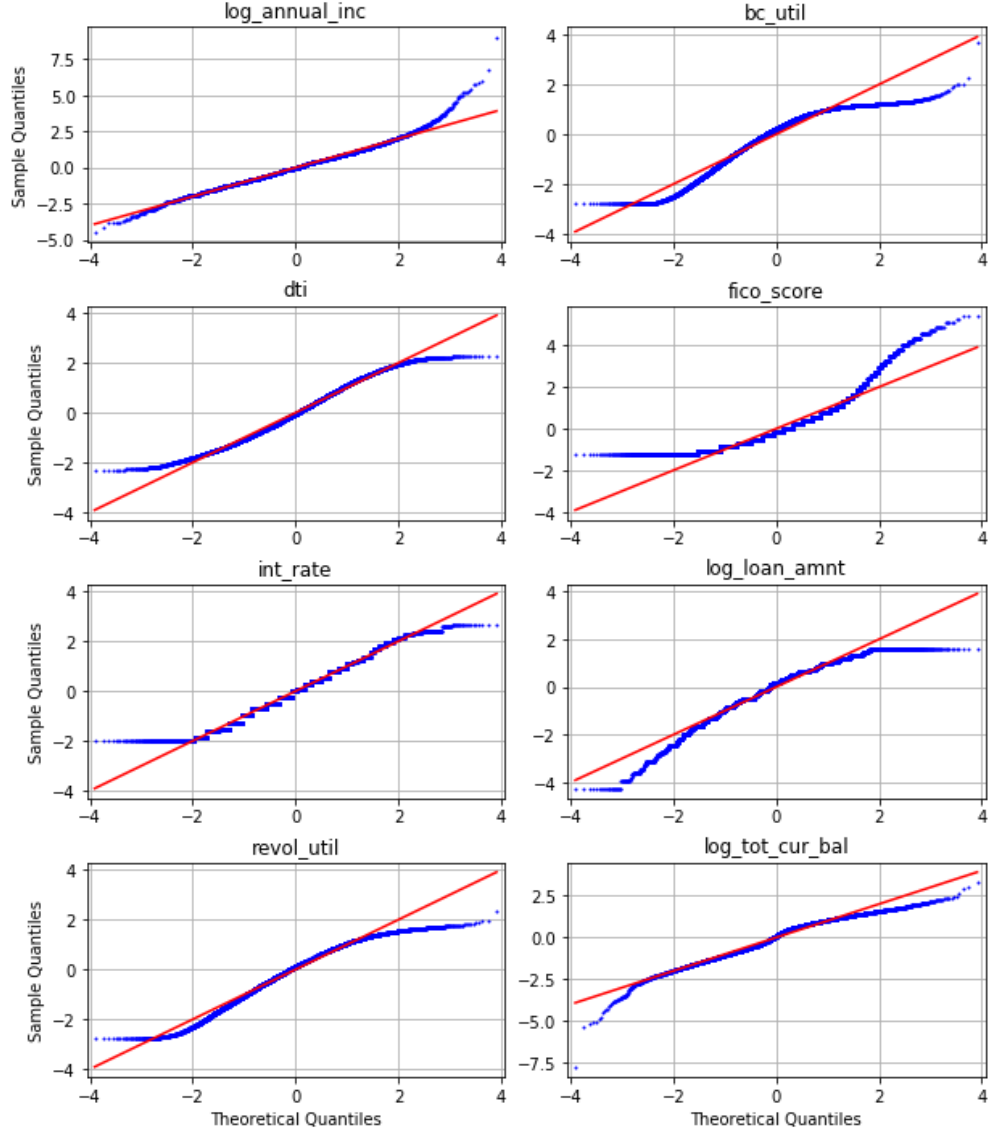 log_annual_inc
bc_util
7.5
5.0
2.5
0.0
−2.5
−5.0
Sample Quantiles
−4 −2 0 2 4
4
2
0
−2
−4
−4 −2 0 2 4
dti
fico_score
4
2
0
−2
−4
Sample Quantiles
−4 −2 0 2 4
4
2
0
−2
−4
−4 −2 0 2 4
int_rate
log_loan_amnt
4
2
0
−2
−4
Sample Quantiles
−4 −2 0 2 4
4
2
0
−2
−4
−4 −2 0 2 4
revol_util
log_tot_cur_bal
4
2
0
−2
−4
Sample Quantiles
−4 −2 0 2 4
Theoretical Quantiles
2.5
0.0
−2.5
−5.0
−7.5
−4 −2 0 2 4
Theoretical Quantiles